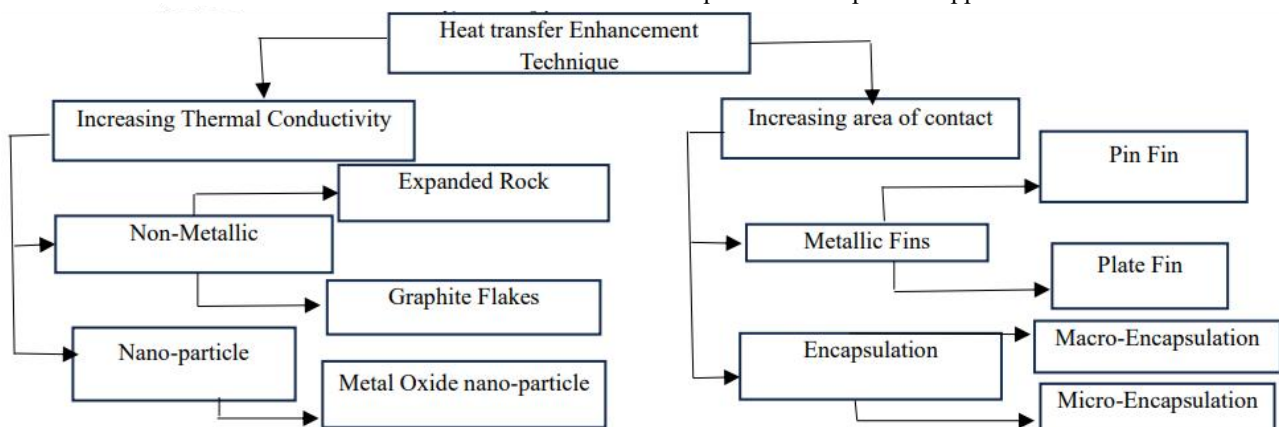 Heat transfer Enhancement
Technique
Increasing Thermal Conductivity
Increasing area of contact
Expanded Rock
Pin Fin
Non-Metallic
Metallic Fins
Graphite Flakes
Plate Fin
Nano-particle
Encapsulation
Macro-Encapsulation
Metal Oxide nano-particle
Micro-Encapsulation